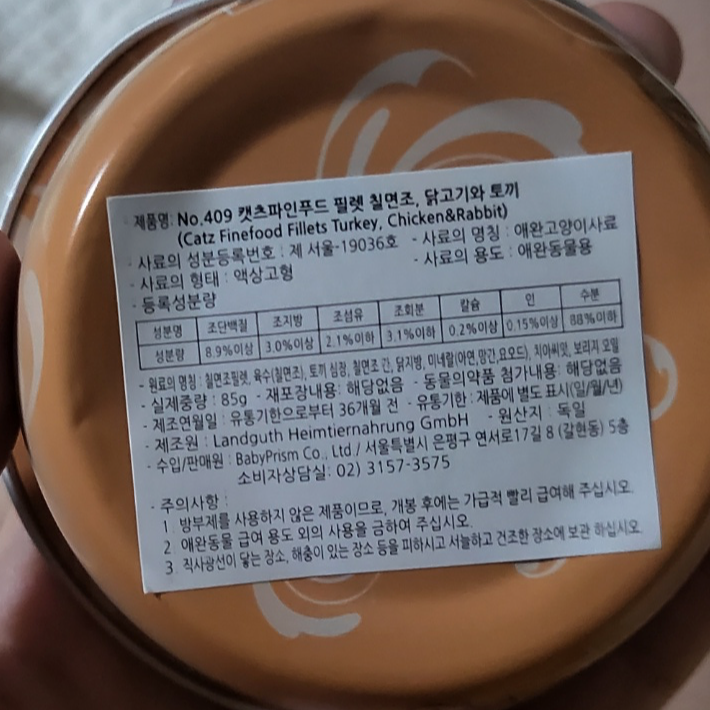 제품명: No.409 캣츠파인푸드 필렛 칠면조, 닭고기와 토끼
(Catz Finefood Fillets Turkey, Chicken&Rabbit)
· 사료의 성분등록번호 : 제 서울-19036호 - 사료의 명칭 : 애완고양이사료
· 사료의 형태 : 액상고형 - 사료의 용도 : 애완동물용
· 등록성분량
성분명 조단백질 조지방 조섬유 조회분 칼슘 인 수분
성분량 8.9%이상 3.0%이상 2.1%이하 3.1%이하 0.2%이상 0.15%이상 88%이하
- 원료의 명칭 : 칠면조필렛, 육수(칠면조), 토끼 심장, 칠면조 간, 닭지방, 미네랄(아연,망간,요오드), 치아씨앗, 보리지 오일
- 실제중량 : 85g - 재포장내용: 해당없음 - 동물의약품 첨가내용: 해당없음
- 제조연월일 : 유통기한으로부터 36개월 전 - 유통기한 : 제품에 별도 표시(일/월/년)
- 제조원 : Landguth Heimtiernahrung GmbH - 원산지 : 독일
- 수입/판매원 : BabyPrism Co., Ltd / 서울특별시 은평구 연서로17길 8 (갈현동) 5층
소비자상담실: 02) 3157-3575
- 주의사항 :
1. 방부제를 사용하지 않은 제품이므로, 개봉 후에는 가급적 빨리 급여해 주십시오.
2 애완동물 급여 용도 외의 사용을 금하여 주십시오.
3. 직사광선이 닿는 장소, 해충이 있는 장소 등을 피하시고 서늘하고 건조한 장소에 보관 하십시오.